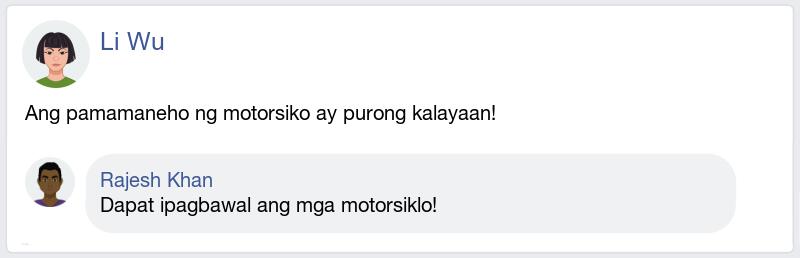 Li Wu
Ang pamamaneho ng motorsiko ay purong kalayaan!
Rajesh Khan
Dapat ipagbawal ang mga motorsiklo!